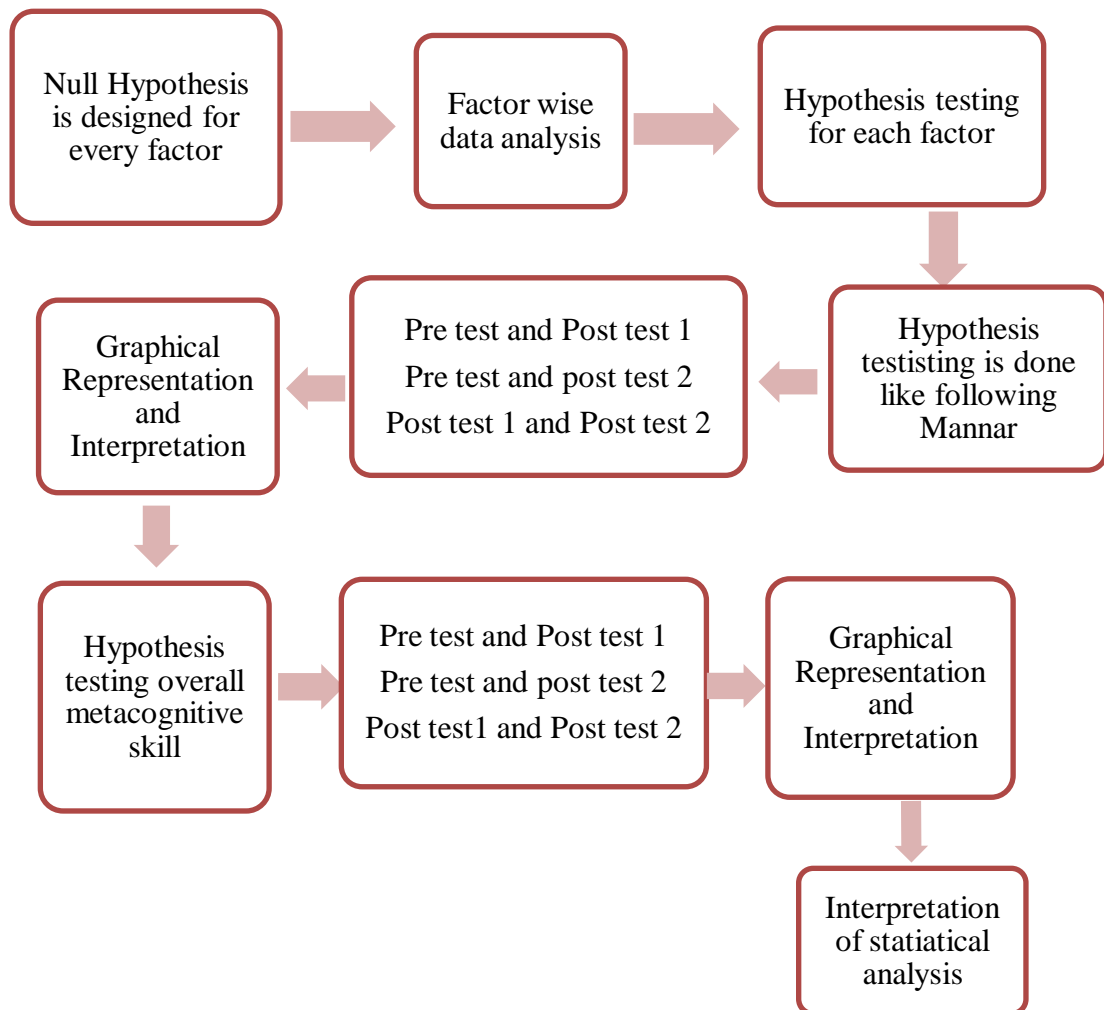 Null Hypothesis
is designed for
every factor
Factor wise
data analysis
Hypothesis testing
for each factor
Hypothesis
testisting is done
like following
Mannar
Pre test and Post test 1
Pre test and post test 2
Post test 1 and Post test 2
Graphical
Representation
and
Interpretation
Hypothesis
testing overall
metacognitive
skill
Pre test and Post test 1
Pre test and post test 2
Post test1 and Post test 2
Graphical
Representation
and
Interpretation
Interpretation
of statiatical
analysis